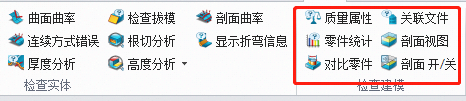 曲面曲率 检查拔模 剖面曲率 质量属性 关联文件
连续方式错误 根切分析 显示折弯信息 零件统计 剖面视图
厚度分析 高度分析 对比零件 剖面 开/关
检查实体 检查建模